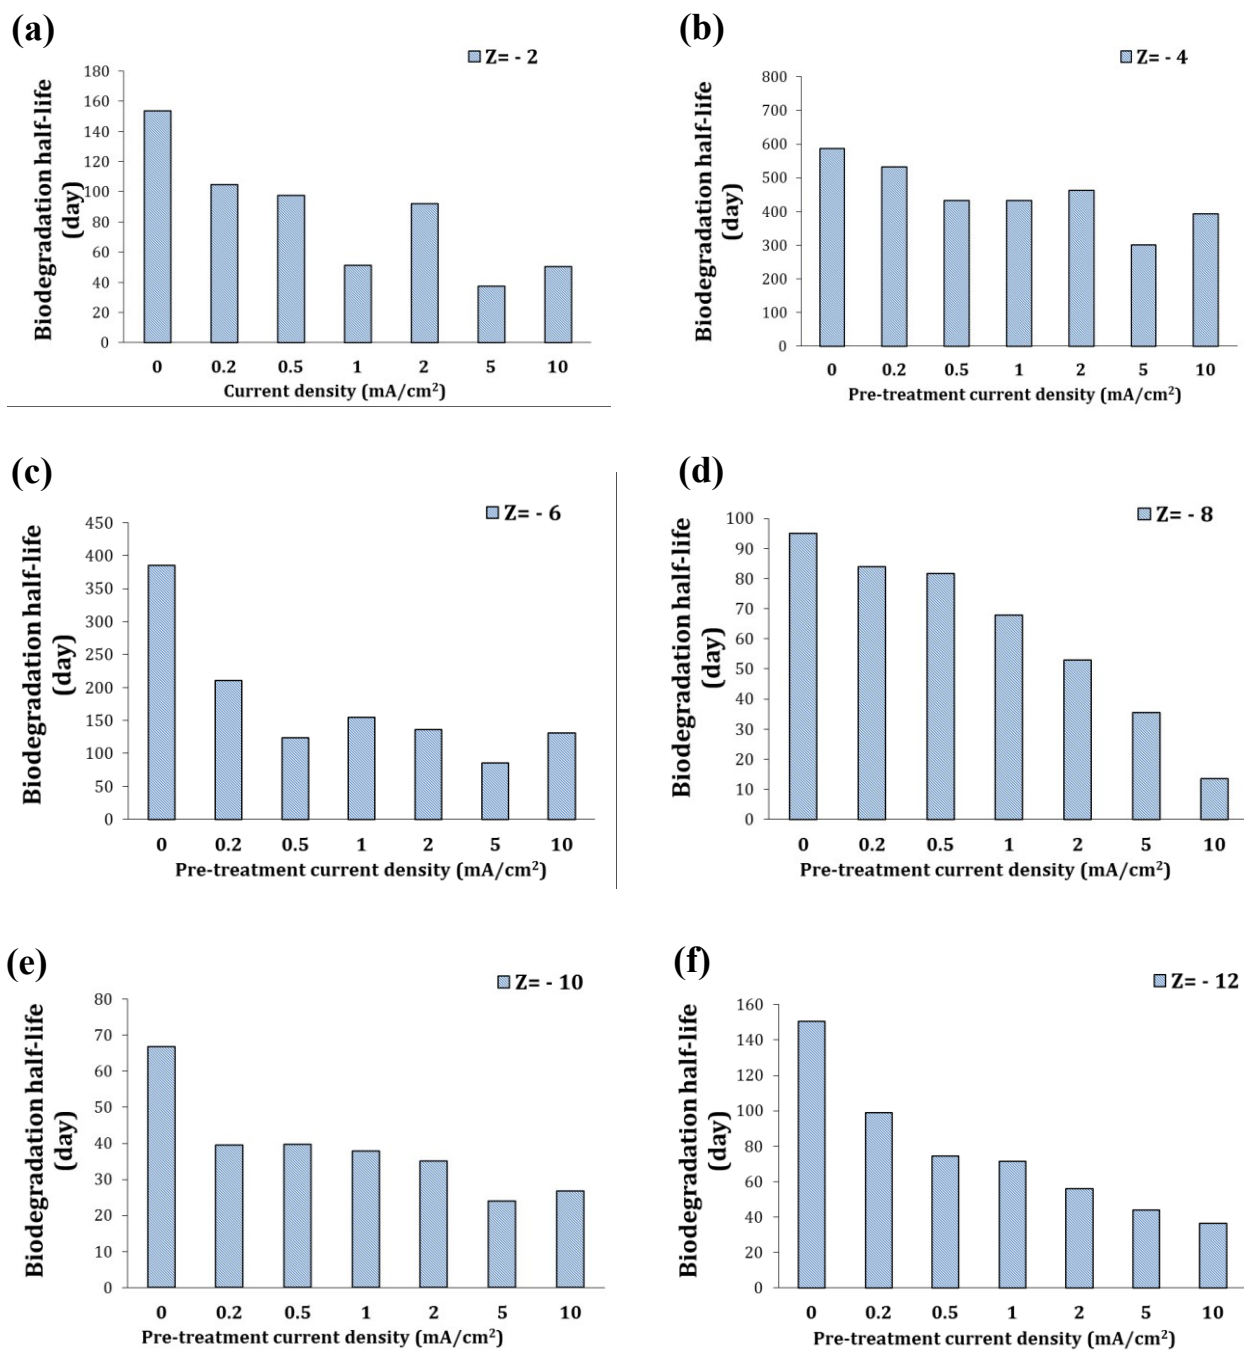 (a)
Z= - 2
Biodegradation half-life
(day)
180
160
140
120
100
80
60
40
20
0
0 0.2 0.5 1 2 5 10
Current density (mA/cm²)
(b)
Z= - 4
Biodegradation half-life
(day)
800
700
600
500
400
300
200
100
0
0 0.2 0.5 1 2 5 10
Pre-treatment current density (mA/cm²)
(c)
Z= - 6
Biodegradation half-life
(day)
450
400
350
300
250
200
150
100
50
0
0 0.2 0.5 1 2 5 10
Pre-treatment current density (mA/cm²)
(d)
Z= - 8
Biodegradation half-life
(day)
100
90
80
70
60
50
40
30
20
10
0
0 0.2 0.5 1 2 5 10
Pre-treatment current density (mA/cm²)
(e)
Z= - 10
Biodegradation half-life
(day)
80
70
60
50
40
30
20
10
0
0 0.2 0.5 1 2 5 10
Pre-treatment current density (mA/cm²)
(f)
Z= - 12
Biodegradation half-life
(day)
160
140
120
100
80
60
40
20
0
0 0.2 0.5 1 2 5 10
Pre-treatment current density (mA/cm²)